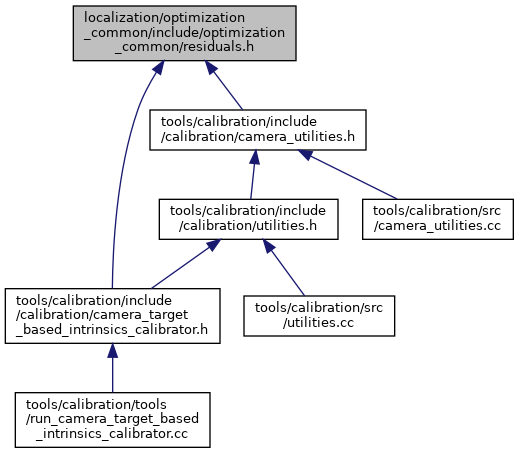 localization/optimization
_common/include/optimization
_common/residuals.h
tools/calibration/include
/calibration/camera_utilities.h
tools/calibration/include
/calibration/utilities.h
tools/calibration/src
/camera_utilities.cc
tools/calibration/include
/calibration/camera_target
_based_intrinsics_calibrator.h
tools/calibration/src
/utilities.cc
tools/calibration/tools
/run_camera_target_based
_intrinsics_calibrator.cc